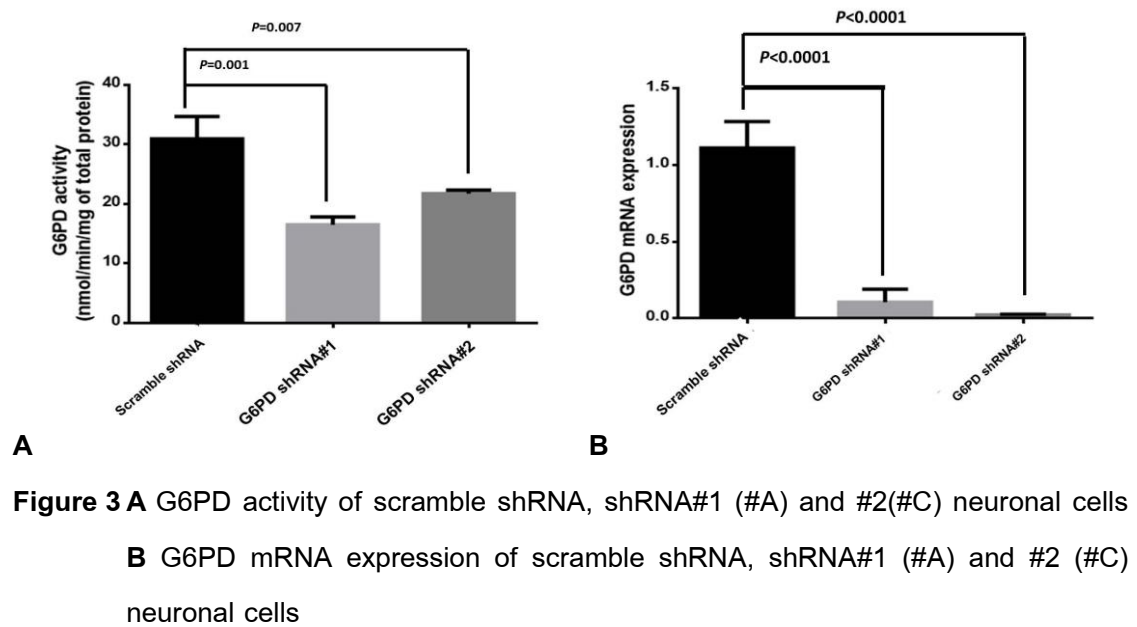 P=0.007
P=0.001
40
30
20
10
0
G6PD activity
(nmol/min/mg of total protein)
Scramble shRNA
G6PD shRNA#1
G6PD shRNA#2
P<0.0001
P<0.0001
1.5
1.0
0.5
0.0
G6PD mRNA expression
Scramble shRNA
G6PD shRNA#1
G6PD shRNA#2
A
B
Figure 3 A G6PD activity of scramble shRNA, shRNA#1 (#A) and #2(#C) neuronal cells
B G6PD mRNA expression of scramble shRNA, shRNA#1 (#A) and #2 (#C)
neuronal cells